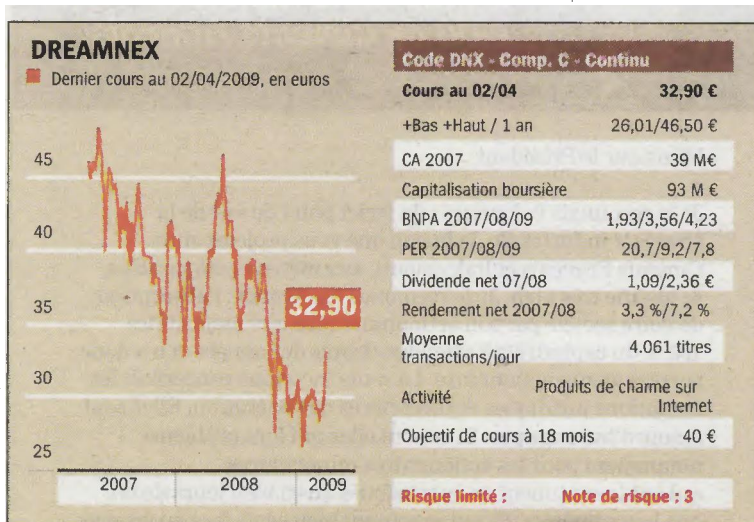 DREAMNEX
Dernier cours au 02/04/2009, en euros
45
40
35
30
25
32,90
2007
2008
2009
Code DNX - Comp. C - Continu
Cours au 02/04 32,90 €
+Bas +Haut / 1 an 26,01/46,50 €
CA 2007 39 M€
Capitalisation boursière 93 M €
BNPA 2007/08/09 1,93/3,56/4,23
PER 2007/08/09 20,7/9,2/7,8
Dividende net 07/08 1,09/2,36 €
Rendement net 2007/08 3,3 %/7,2 %
Moyenne
transactions/jour 4.061 titres
Activité Produits de charme sur
Internet
Objectif de cours à 18 mois 40 €
Risque limité : Note de risque : 3